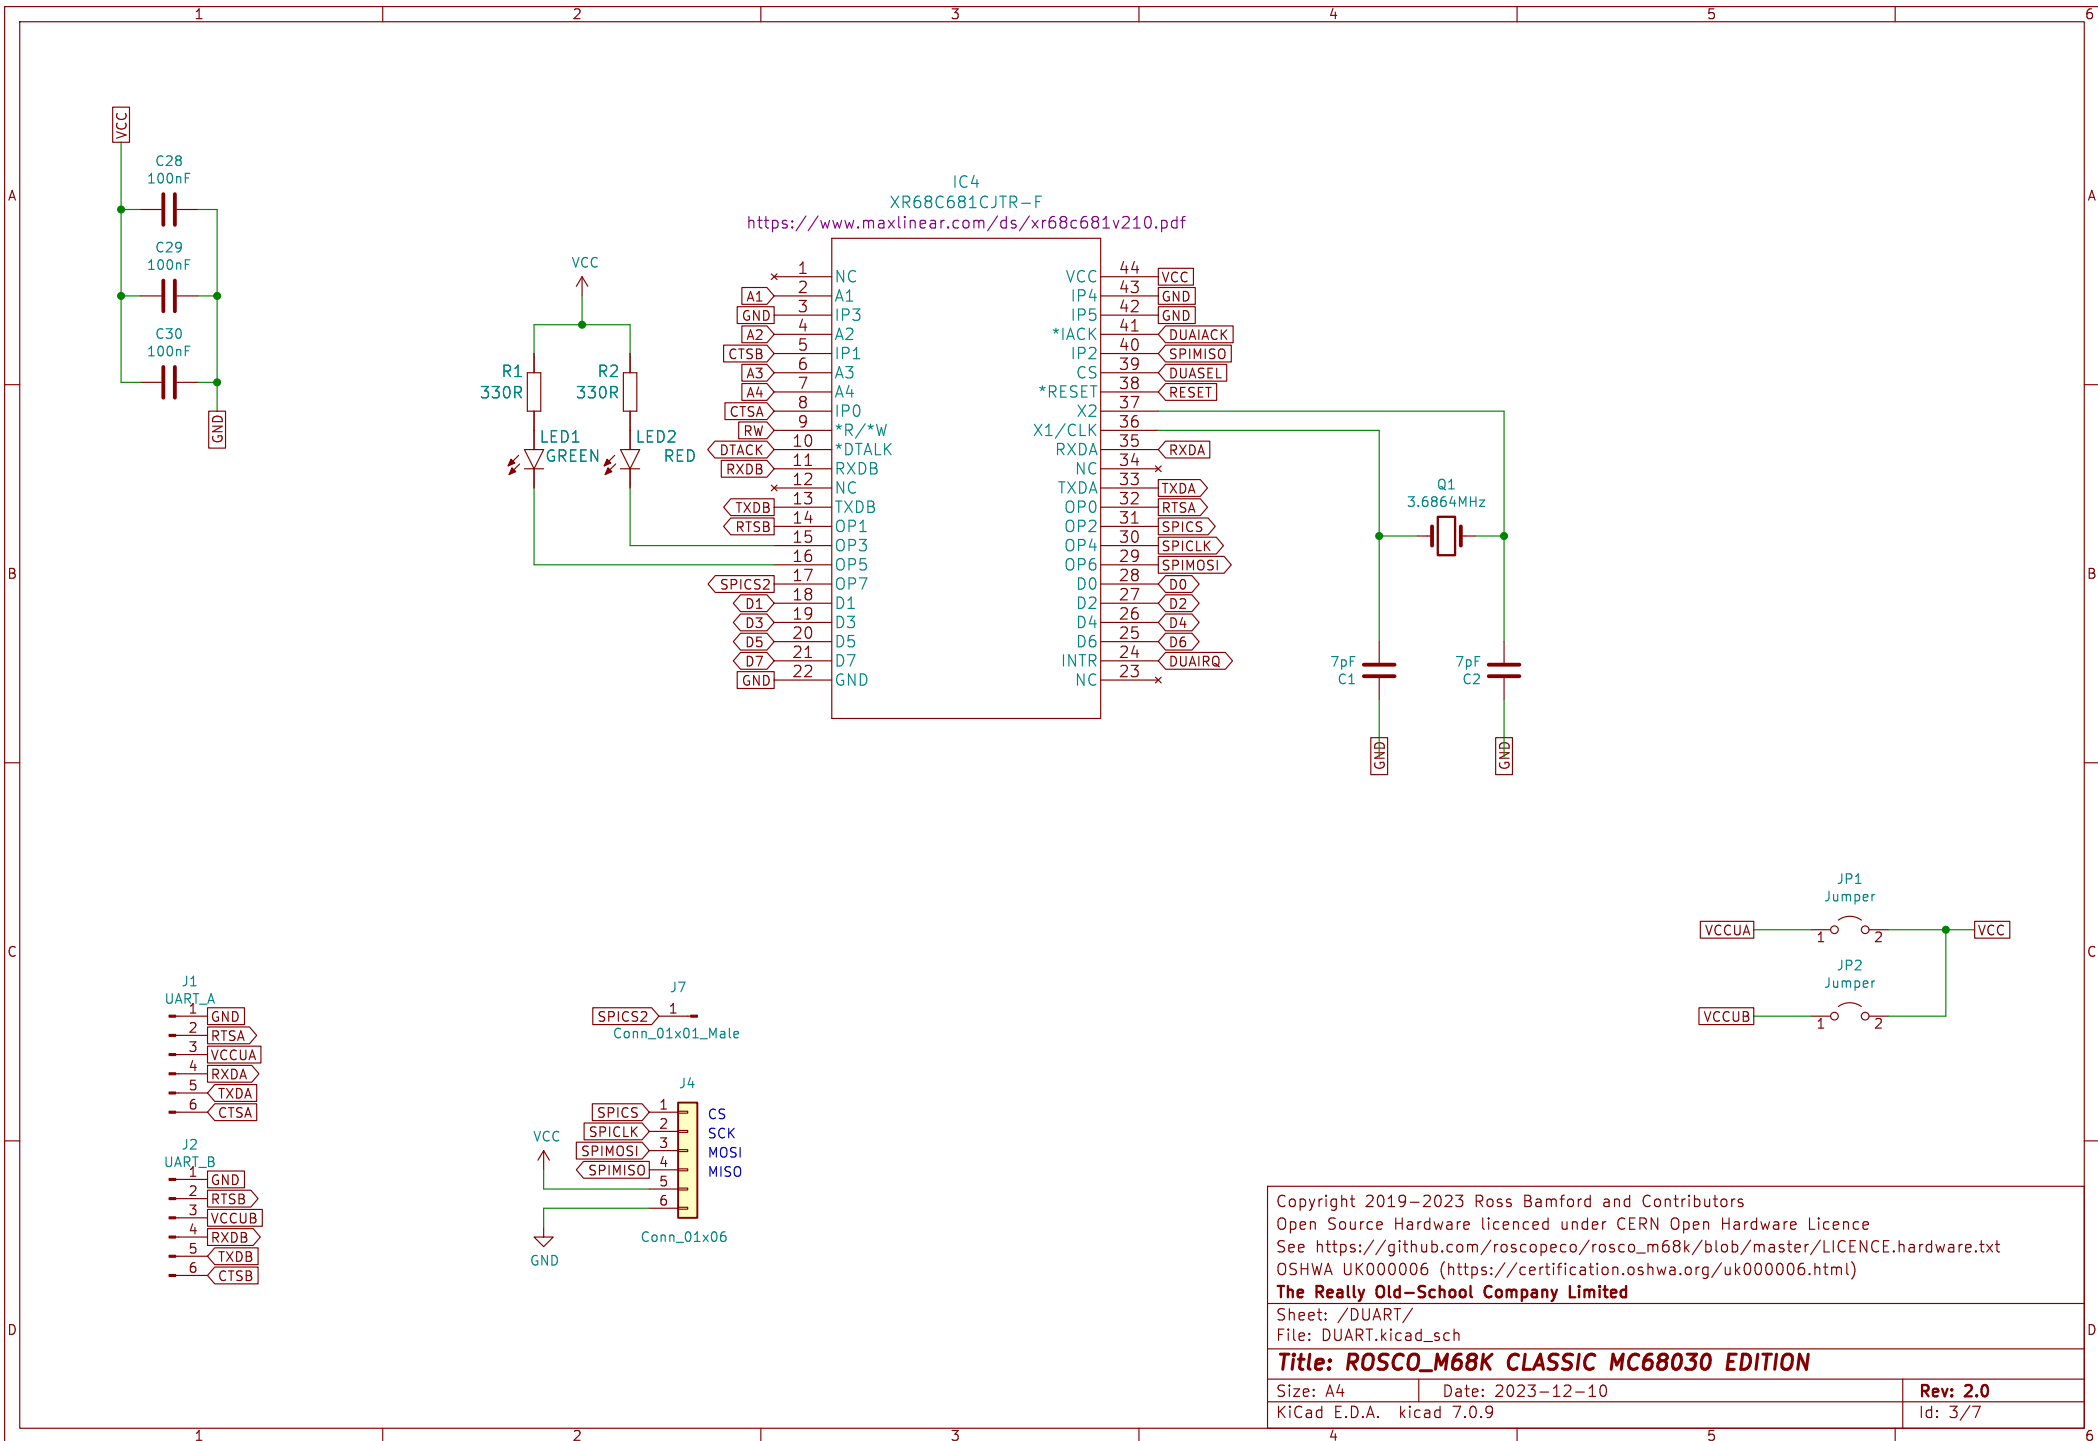 1 2 3 4 5 6
A
B
C
D
VCC
C28
100nF
C29
100nF
C30
100nF
GND
VCC
R1
330R
R2
330R
LED1
GREEN
LED2
RED
IC4
XR68C681CJTR-F
https://www.maxlinear.com/ds/xr68c681v210.pdf
1 NC
A1 2 A1
GND 3 IP3
A2 4 A2
CTSB 5 IP1
A3 6 A3
A4 7 A4
CTSA 8 IP0
RW 9 *R/*W
DTACK 10 *DTALK
RXDB 11 RXDB
12 NC
TXDB 13 TXDB
RTSB 14 OP1
15 OP3
16 OP5
SPICS2 17 OP7
D1 18 D1
D3 19 D3
D5 20 D5
D7 21 D7
GND 22 GND
VCC 44 VCC
IP4 43 GND
IP5 42 GND
*IACK 41 DUAIACK
IP2 40 SPIMISO
CS 39 DUASEL
*RESET 38 RESET
X2 37
X1/CLK 36
RXDA 35 RXDA
NC 34
TXDA 33 TXDA
OP0 32 RTSA
OP2 31 SPICS
OP4 30 SPICLK
OP6 29 SPIMOSI
D0 28 D0
D2 27 D2
D4 26 D4
D6 25 D6
INTR 24 DUAIRQ
NC 23
Q1
3.6864MHz
7pF
C1
7pF
C2
GND
GND
JP1
Jumper
VCCUA 1 2 VCC
JP2
Jumper
VCCUB 1 2
J1
UART_A
1 GND
2 RTSA
3 VCCUA
4 RXDA
5 TXDA
6 CTSA
J2
UART_B
1 GND
2 RTSB
3 VCCUB
4 RXDB
5 TXDB
6 CTSB
J7
SPICS2 1
Conn_01x01_Male
J4
SPICS 1 CS
SPICLK 2 SCK
SPIMOSI 3 MOSI
SPIMISO 4 MISO
VCC
5
6
GND
Conn_01x06
Copyright 2019-2023 Ross Bamford and Contributors
Open Source Hardware licenced under CERN Open Hardware Licence
See https://github.com/roscopeco/rosco_m68k/blob/master/LICENCE.hardware.txt
OSHWA UK000006 (https://certification.oshwa.org/uk000006.html)
The Really Old-School Company Limited
Sheet: /DUART/
File: DUART.kicad_sch
Title: ROSCO_M68K CLASSIC MC68030 EDITION
Size: A4 Date: 2023-12-10 Rev: 2.0
KiCad E.D.A. kicad 7.0.9 Id: 3/7
A
B
C
D
1 2 3 4 5 6